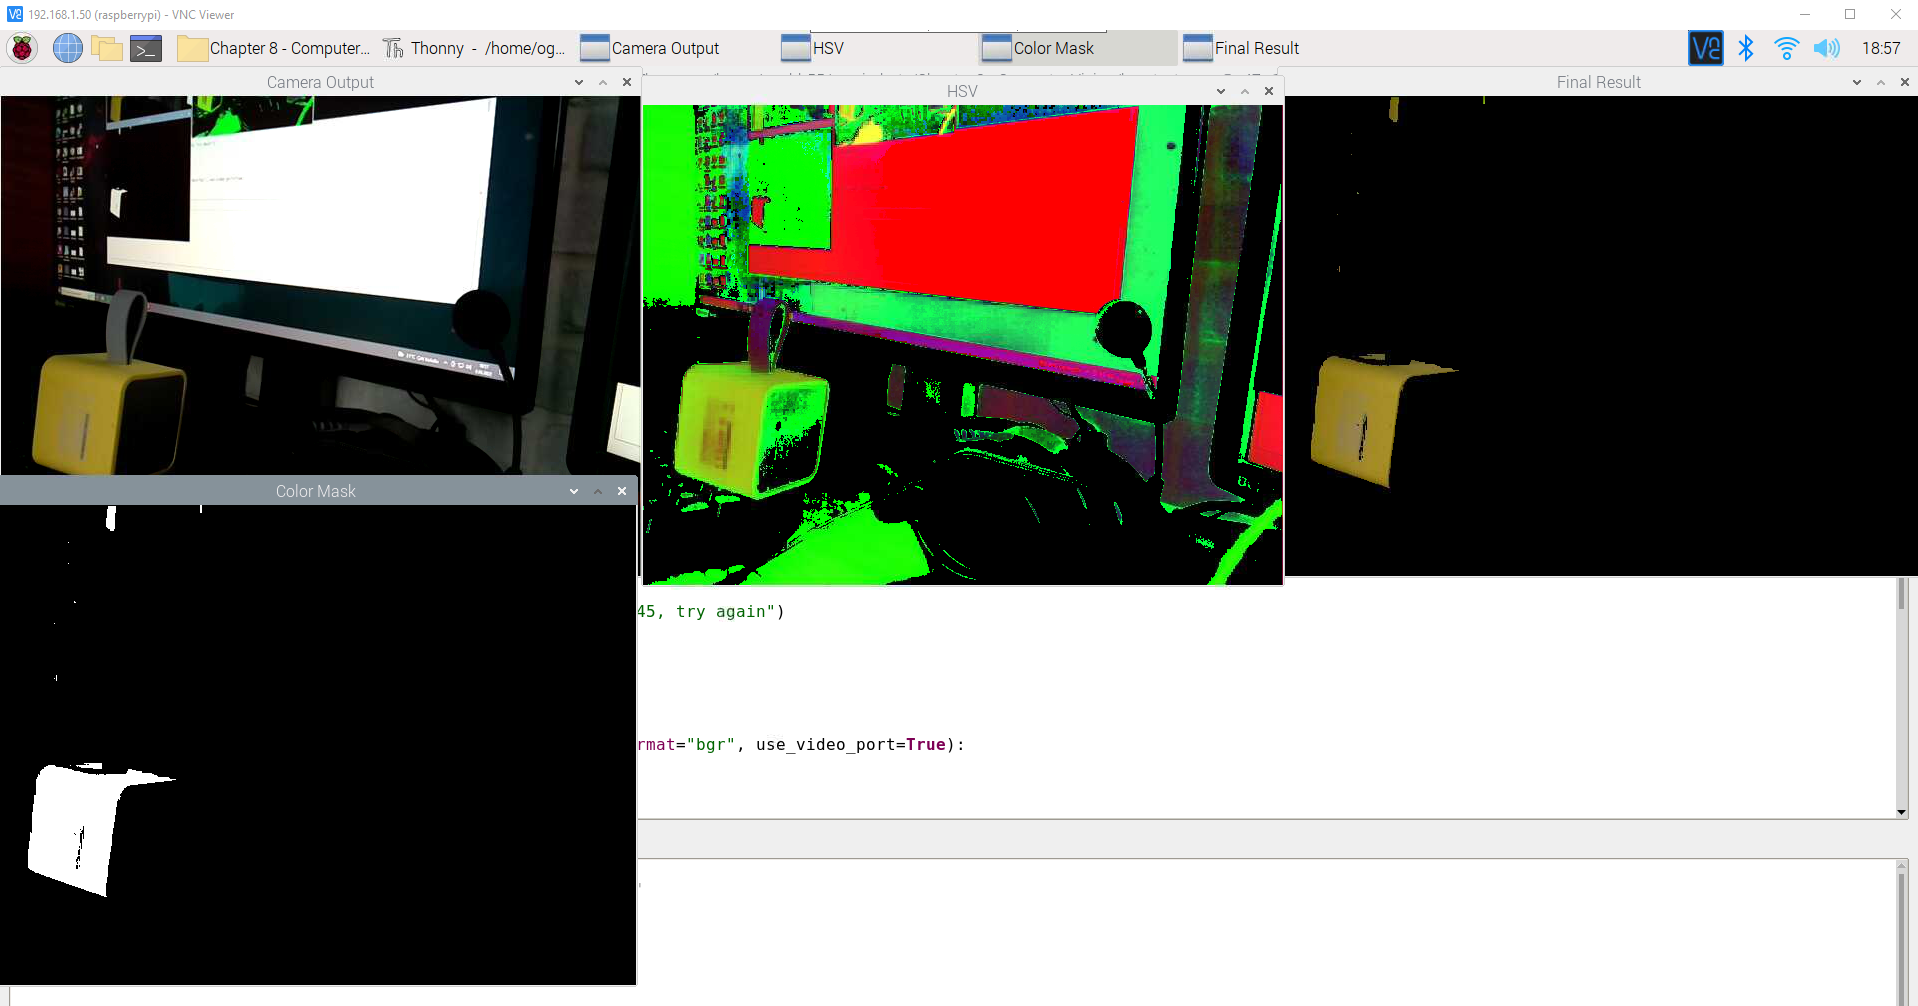 192.168.1.50 (raspberrypi) - VNC Viewer
Chapter 8 - Computer...
Thonny - /home/og...
Camera Output
HSV
Color Mask
Final Result
18:57
Camera Output
HSV
Final Result
Color Mask
45, try again")
rmat="bgr", use_video_port=True):